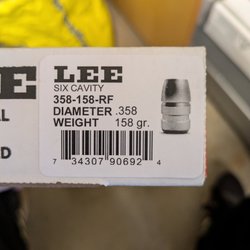 LEE
SIX CAVITY
358-158-RF
DIAMETER .358
WEIGHT 158 gr.
7 34307 90692 4